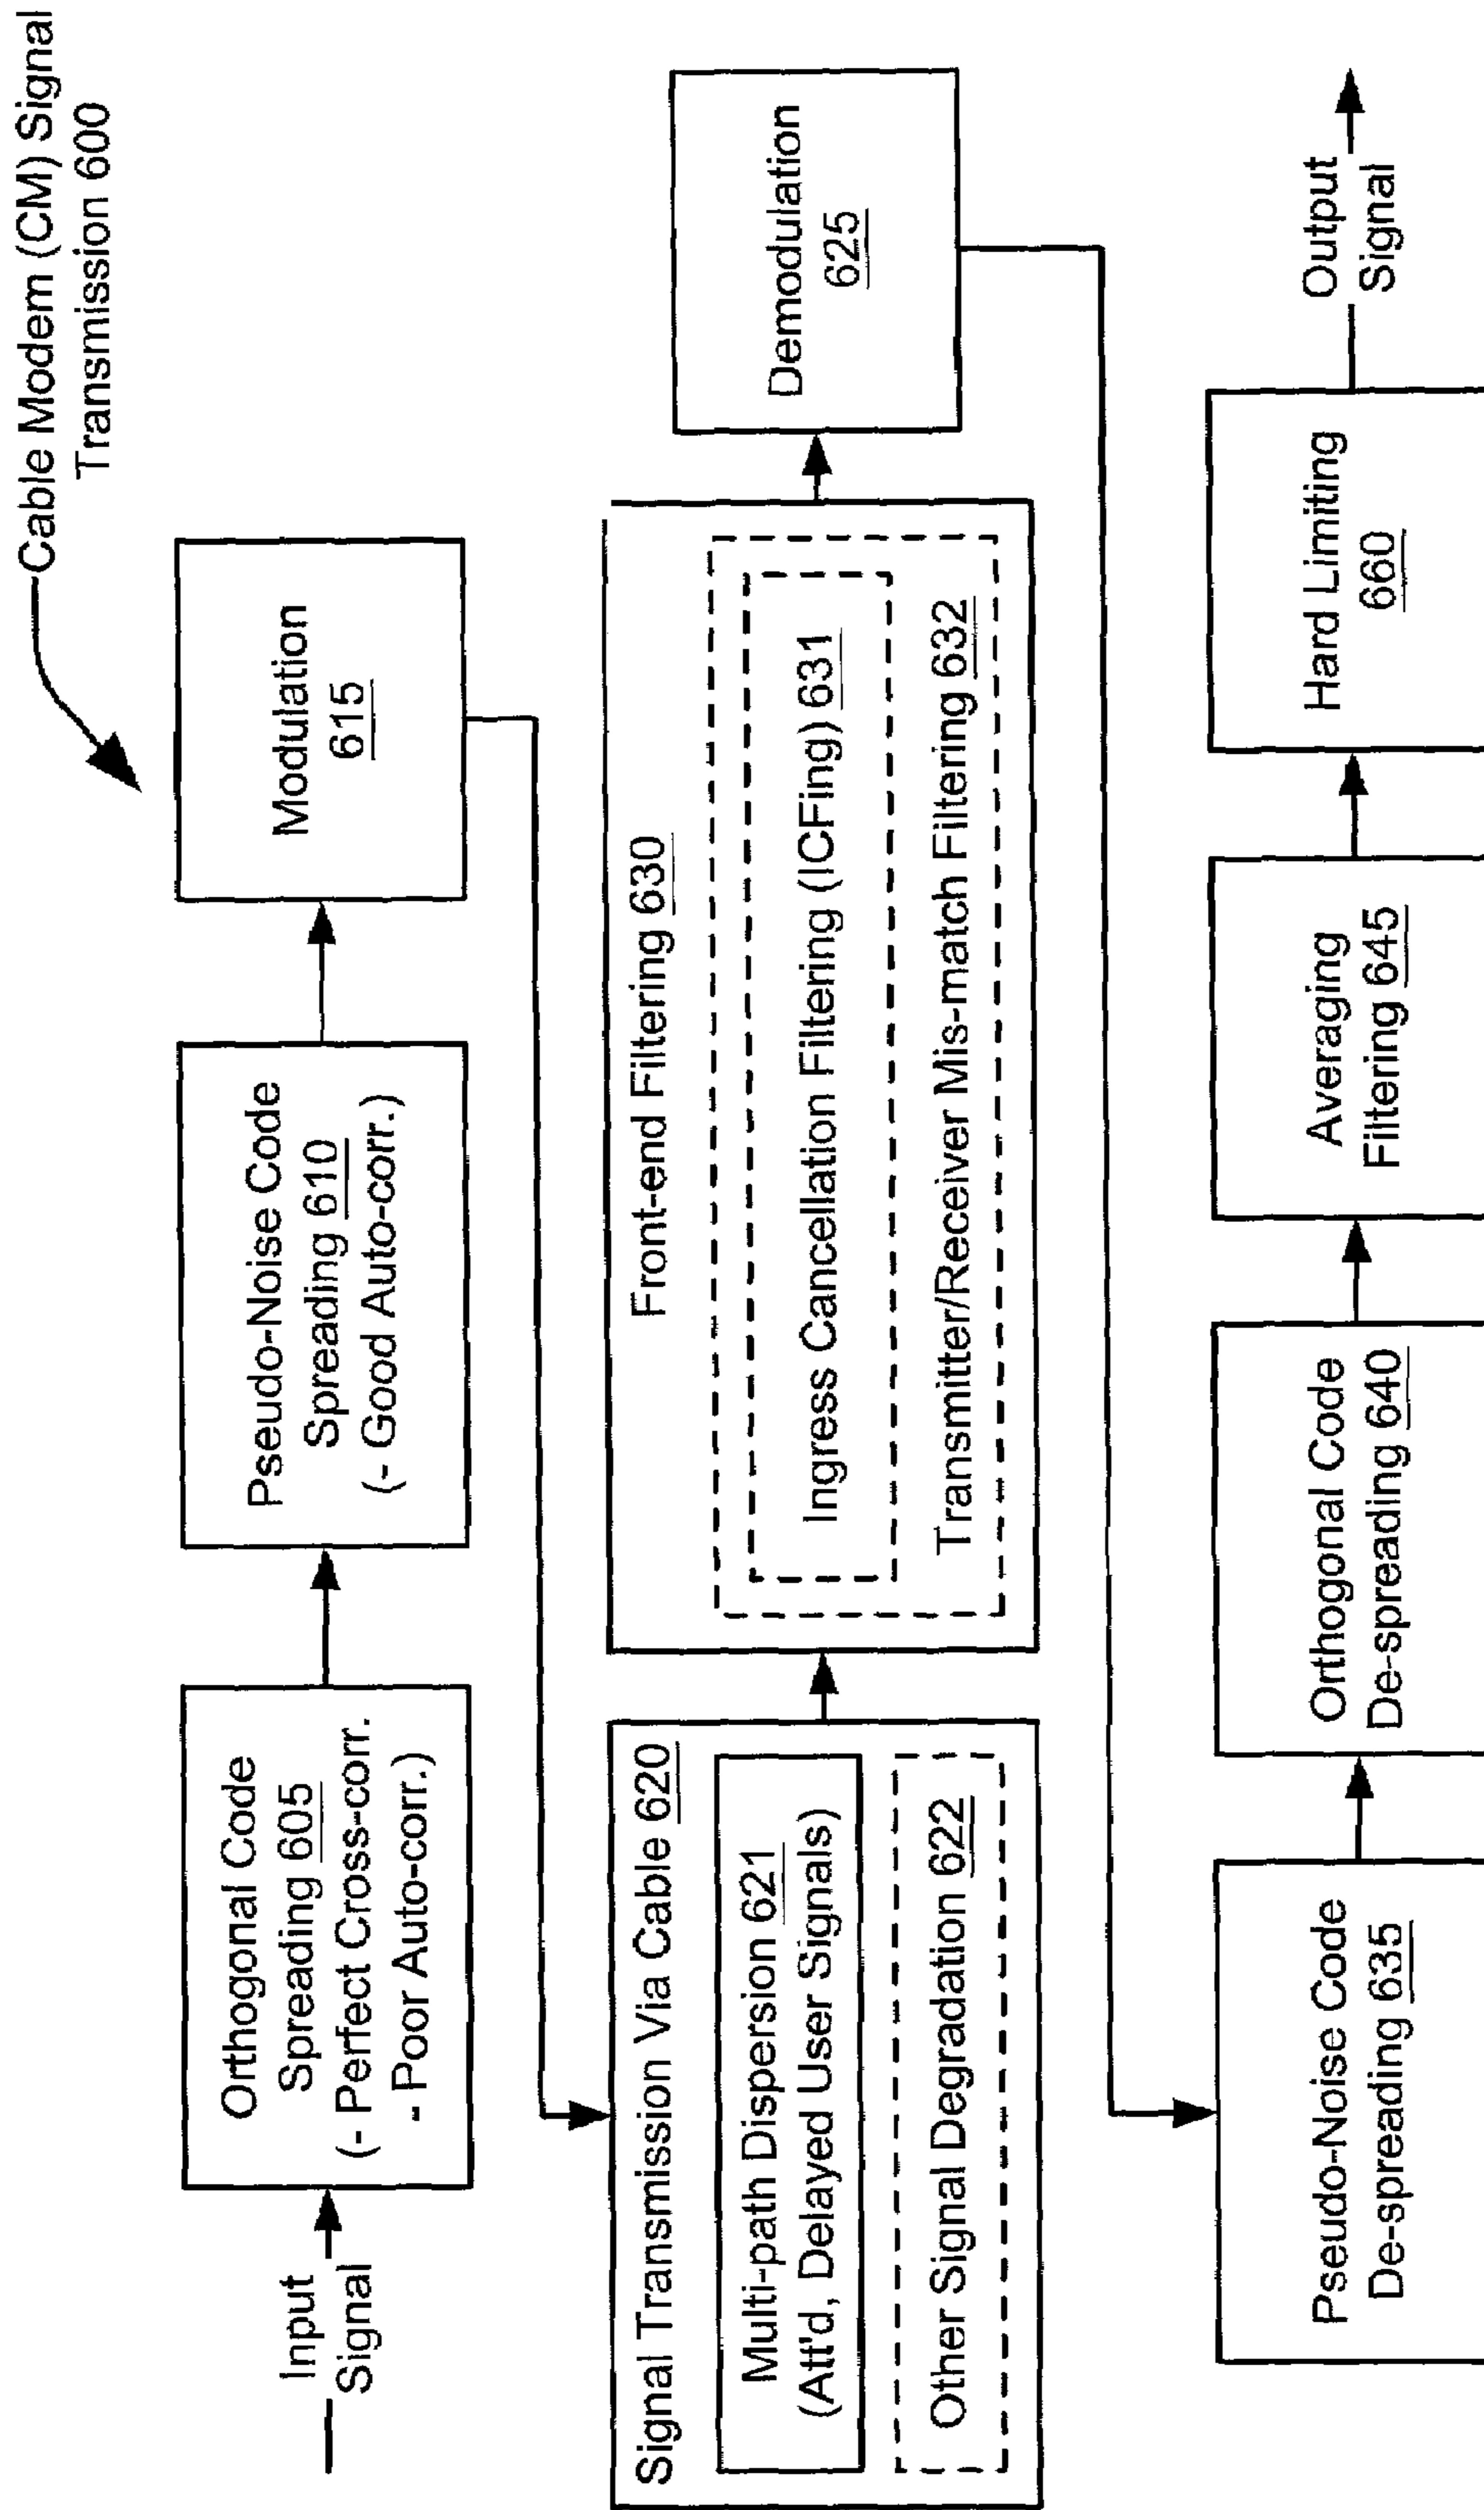 Cable Modem (CM) Signal
Transmission 600
Input
Signal
Orthogonal Code
Spreading 605
(- Perfect Cross-corr.
- Poor Auto-corr.)
Pseudo-Noise Code
Spreading 610
(- Good Auto-corr.)
Modulation
615
Signal Transmission Via Cable 620
Multi-path Dispersion 621
(Att'd, Delayed User Signals)
Other Signal Degradation 622
Front-end Filtering 630
Ingress Cancellation Filtering (ICFing) 631
Transmitter/Receiver Mis-match Filtering 632
Demodulation
625
Pseudo-Noise Code
De-spreading 635
Orthogonal Code
De-spreading 640
Averaging
Filtering 645
Hard Limiting
660
Output
Signal